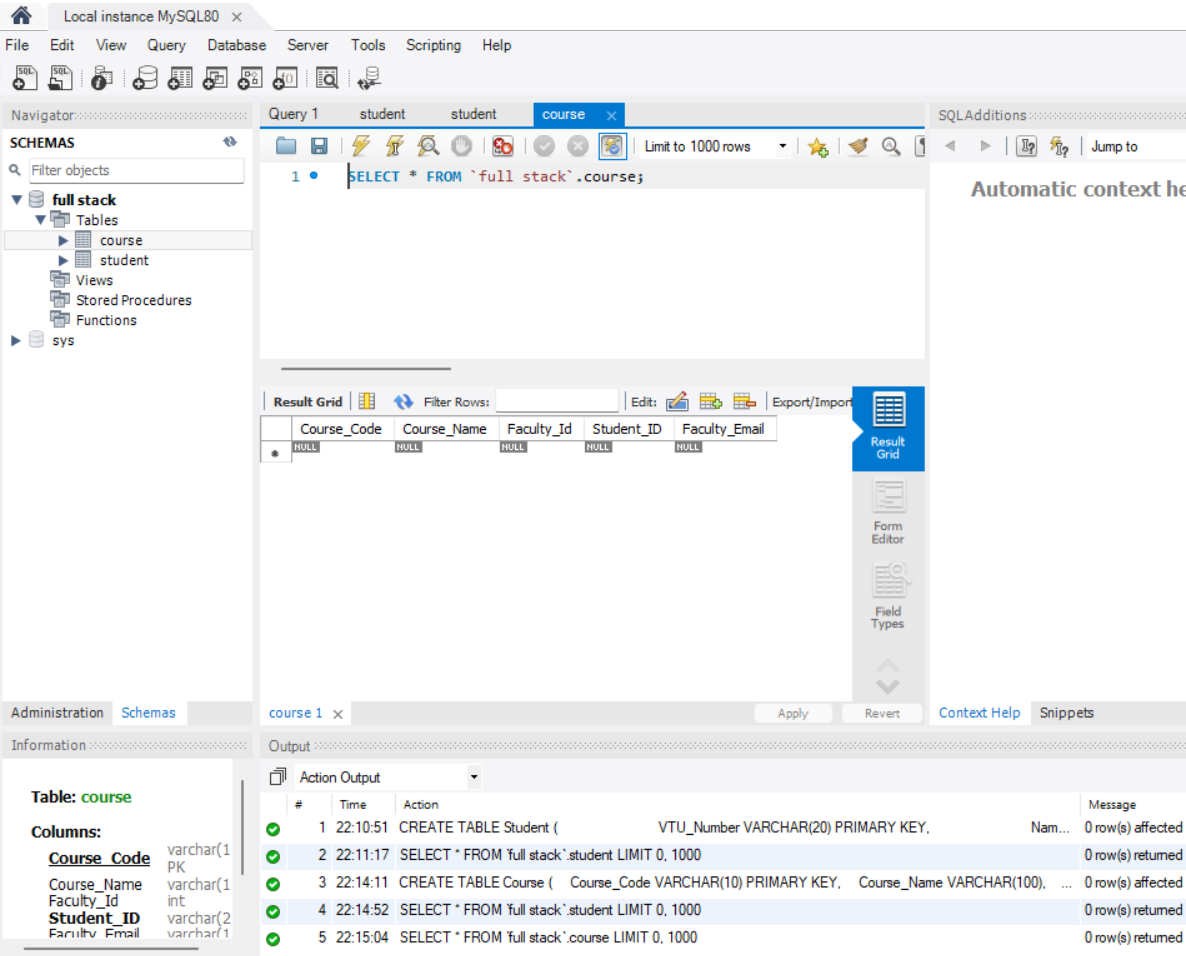 Local instance MySQL80
File Edit View Query Database Server Tools Scripting Help
Navigator
SCHEMAS
Filter objects
full stack
Tables
course
student
Views
Stored Procedures
Functions
sys
Administration Schemas
Information
Table: course
Columns:
Course_Code varchar(1
PK
Course_Name varchar(1
Faculty_Id int
Student_ID varchar(2
Faculty_Email varchar(1
Query 1 student student course
Limit to 1000 rows
1 SELECT * FROM `full stack`.course;
Result Grid Filter Rows: Edit: Export/Import
Course_Code Course_Name Faculty_Id Student_ID Faculty_Email
NULL NULL NULL NULL NULL
Result
Grid
Form
Editor
Field
Types
course 1 Apply Revert
SQLAdditions
Jump to
Automatic context he
Context Help Snippets
Output
Action Output
# Time Action Message
1 22:10:51 CREATE TABLE Student ( VTU_Number VARCHAR(20) PRIMARY KEY, Nam... 0 row(s) affected
2 22:11:17 SELECT * FROM `full stack`.student LIMIT 0, 1000 0 row(s) returned
3 22:14:11 CREATE TABLE Course ( Course_Code VARCHAR(10) PRIMARY KEY, Course_Name VARCHAR(100), ... 0 row(s) affected
4 22:14:52 SELECT * FROM `full stack`.student LIMIT 0, 1000 0 row(s) returned
5 22:15:04 SELECT * FROM `full stack`.course LIMIT 0, 1000 0 row(s) returned